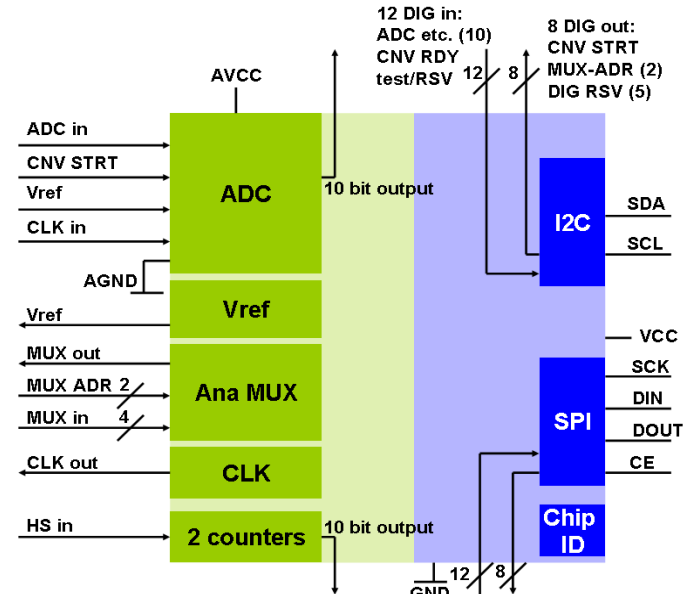 12 DIG in:
ADC etc. (10)
CNV RDY
test/RSV
12
8
8 DIG out:
CNV STRT
MUX-ADR (2)
DIG RSV (5)
AVCC
ADC in
CNV STRT
Vref
CLK in
AGND
ADC
10 bit output
I2C
SDA
SCL
Vref
Vref
VCC
MUX out
MUX ADR 2
MUX in 4
Ana MUX
SPI
SCK
DIN
DOUT
CE
CLK out
CLK
HS in
2 counters
10 bit output
Chip
ID
12
8
GND